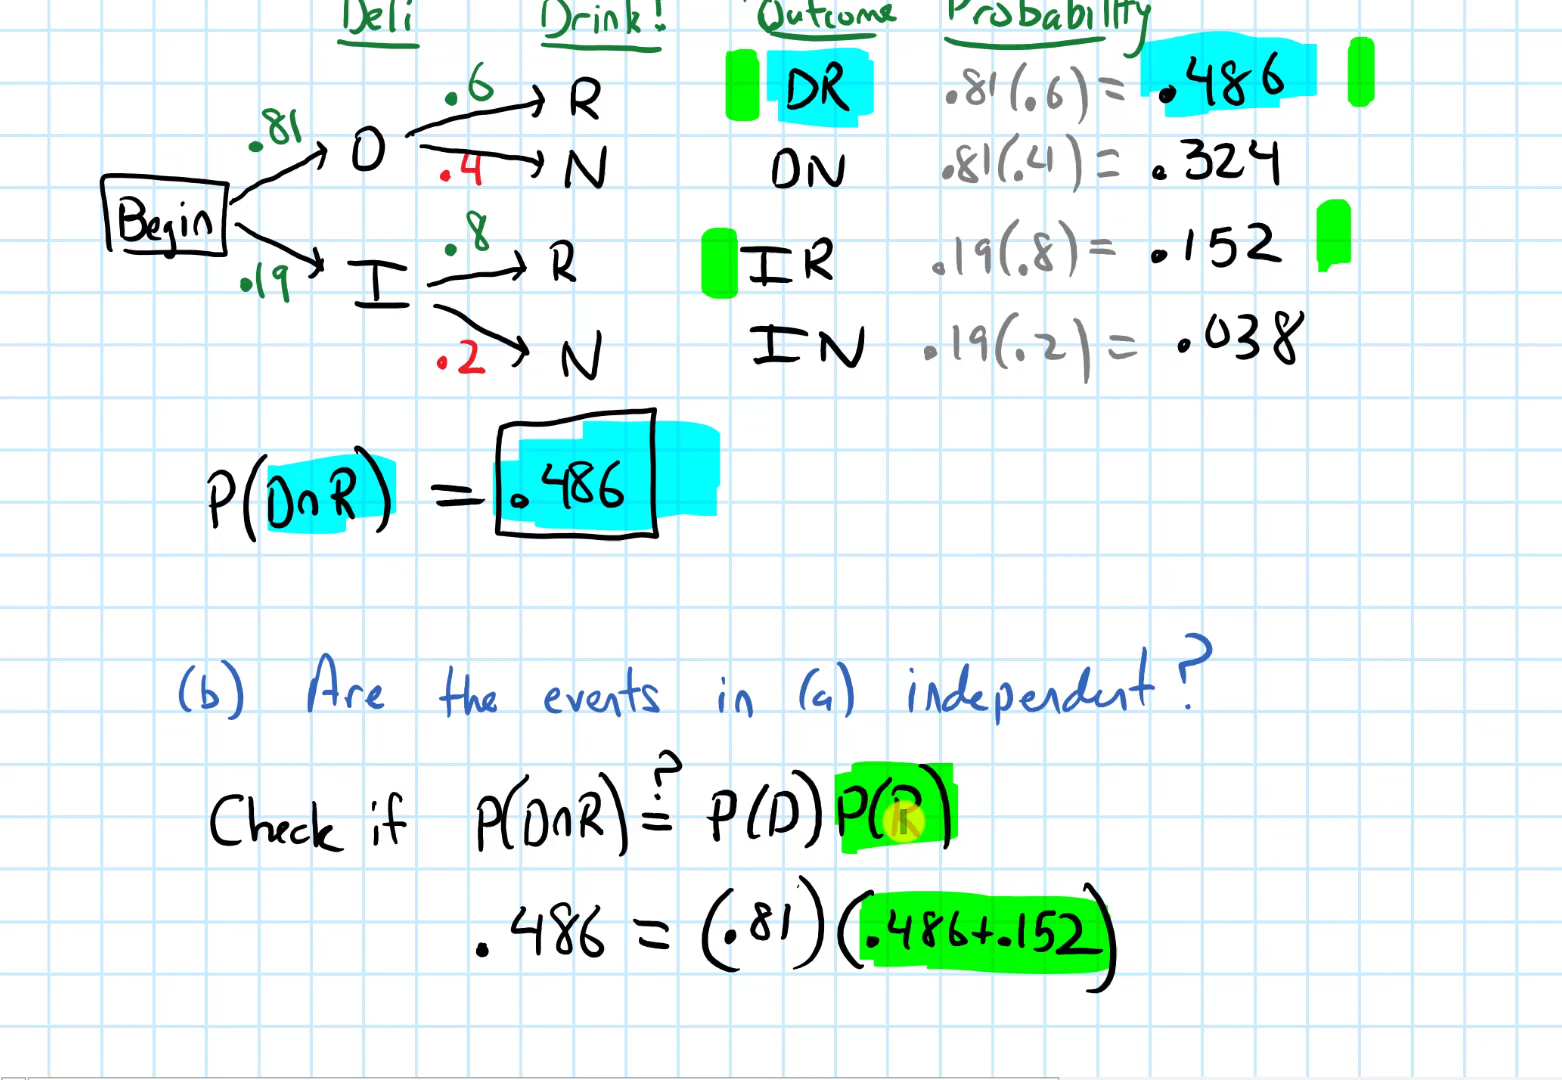 Deli Drink! Outcome Probability
.6 R DR .81(.6) = .486
.81 D
.4 N DN .81(.4) = .324
Begin
.8 R IR .19(.8) = .152
.19 I
.2 N IN .19(.2) = .038
P(D∩R) = .486
(b) Are the events in (a) independent?
Check if P(D∩R) ?= P(D) P(R)
.486 = (.81)(.486+.152)